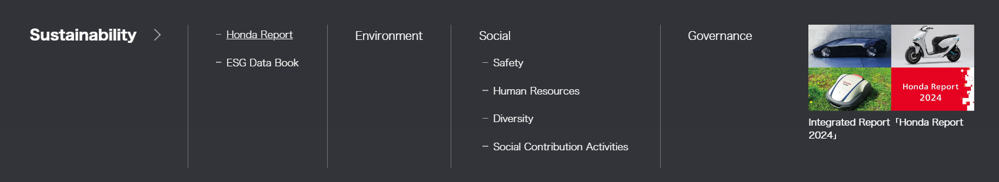 Sustainability
Honda Report
ESG Data Book
Environment
Social
Safety
Human Resources
Diversity
Social Contribution Activities
Governance
Honda Report
2024
Integrated Report「Honda Report
2024」